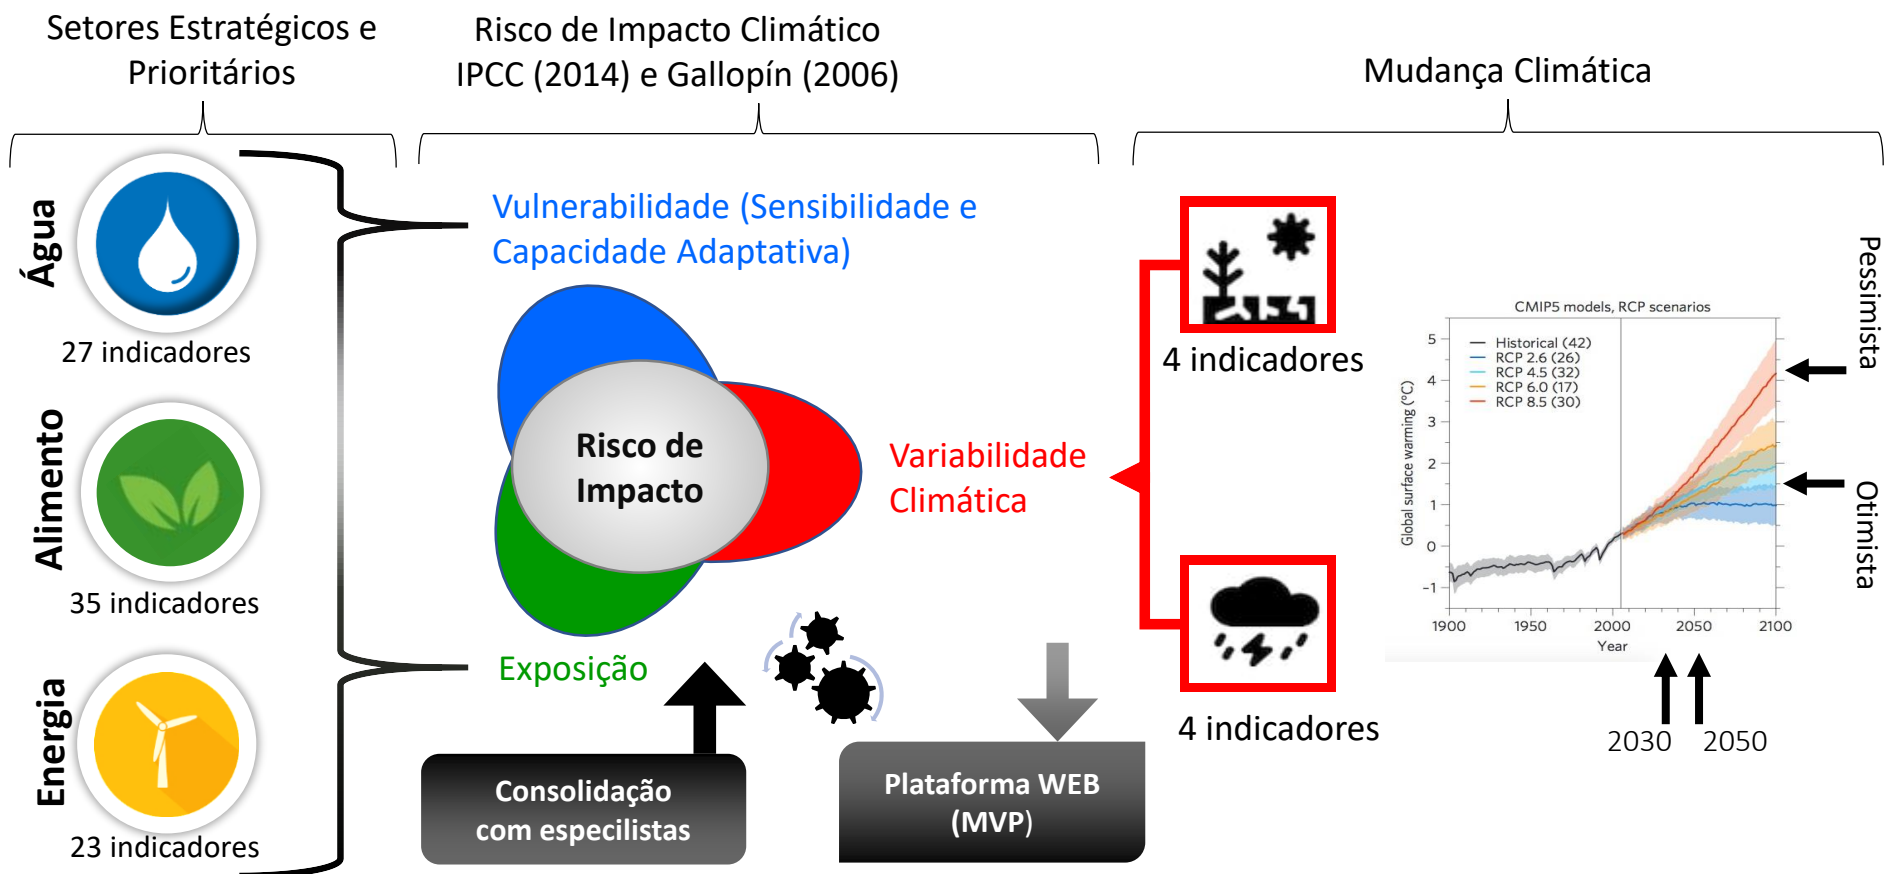 Setores Estratégicos e
Prioritários
Risco de Impacto Climático
IPCC (2014) e Gallopín (2006)
Mudança Climática
Água
27 indicadores
Alimento
35 indicadores
Energia
23 indicadores
Vulnerabilidade (Sensibilidade e
Capacidade Adaptativa)
Risco de
Impacto
Variabilidade
Climática
Exposição
Consolidação
com especilistas
Plataforma WEB
(MVP)
4 indicadores
4 indicadores
CMIP5 models, RCP scenarios
Historical (42)
RCP 2.6 (26)
RCP 4.5 (32)
RCP 6.0 (17)
RCP 8.5 (30)
Global surface warming (°C)
5
4
3
2
1
0
−1
1900 1950 2000 2050 2100
Year
2030 2050
Pessimista
Otimista